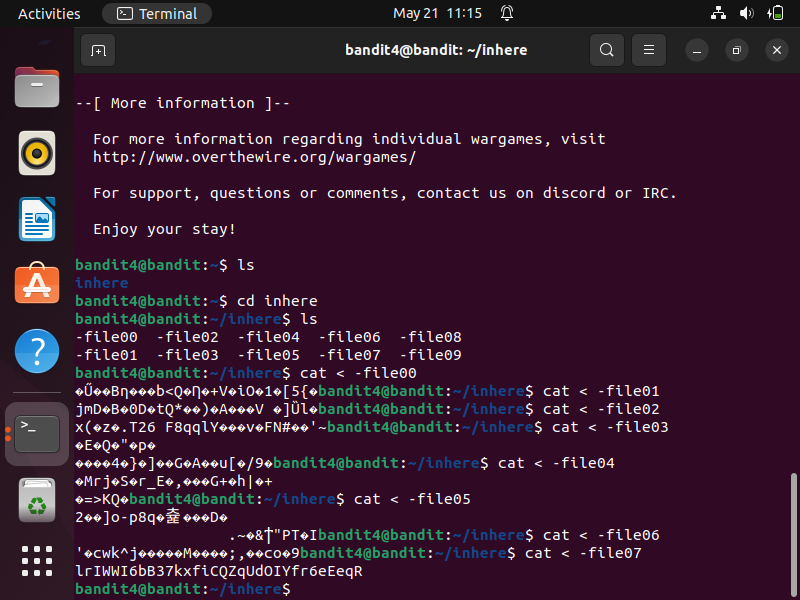 Activities Terminal May 21 11:15
bandit4@bandit: ~/inhere
--[ More information ]--
For more information regarding individual wargames, visit
http://www.overthewire.org/wargames/
For support, questions or comments, contact us on discord or IRC.
Enjoy your stay!
bandit4@bandit:~$ ls
inhere
bandit4@bandit:~$ cd inhere
bandit4@bandit:~/inhere$ ls
-file00 -file02 -file04 -file06 -file08
-file01 -file03 -file05 -file07 -file09
bandit4@bandit:~/inhere$ cat < -file00
�Ű��Bη���b<Q�Ƞ�+V�iO�1�[5{�bandit4@bandit:~/inhere$ cat < -file01
jmD�B�0D�tQ*��)�A���V �]Ǜl�bandit4@bandit:~/inhere$ cat < -file02
x(�z�.T26 F8qqlY���v�FN#��'~bandit4@bandit:~/inhere$ cat < -file03
�E�Q�"�p�
����4�}�]��G�A��u[�/9�bandit4@bandit:~/inhere$ cat < -file04
�Mrj�S�r_E�,���G+�h|�+
�=>KQ�bandit4@bandit:~/inhere$ cat < -file05
2��]o-p8q����D�
.~�&†"PT�Ibandit4@bandit:~/inhere$ cat < -file06
'�cwk^j�����M����;,��co�9bandit4@bandit:~/inhere$ cat < -file07
lrIWWI6bB37kxfiCQZqUdOIYfr6eEeqR
bandit4@bandit:~/inhere$